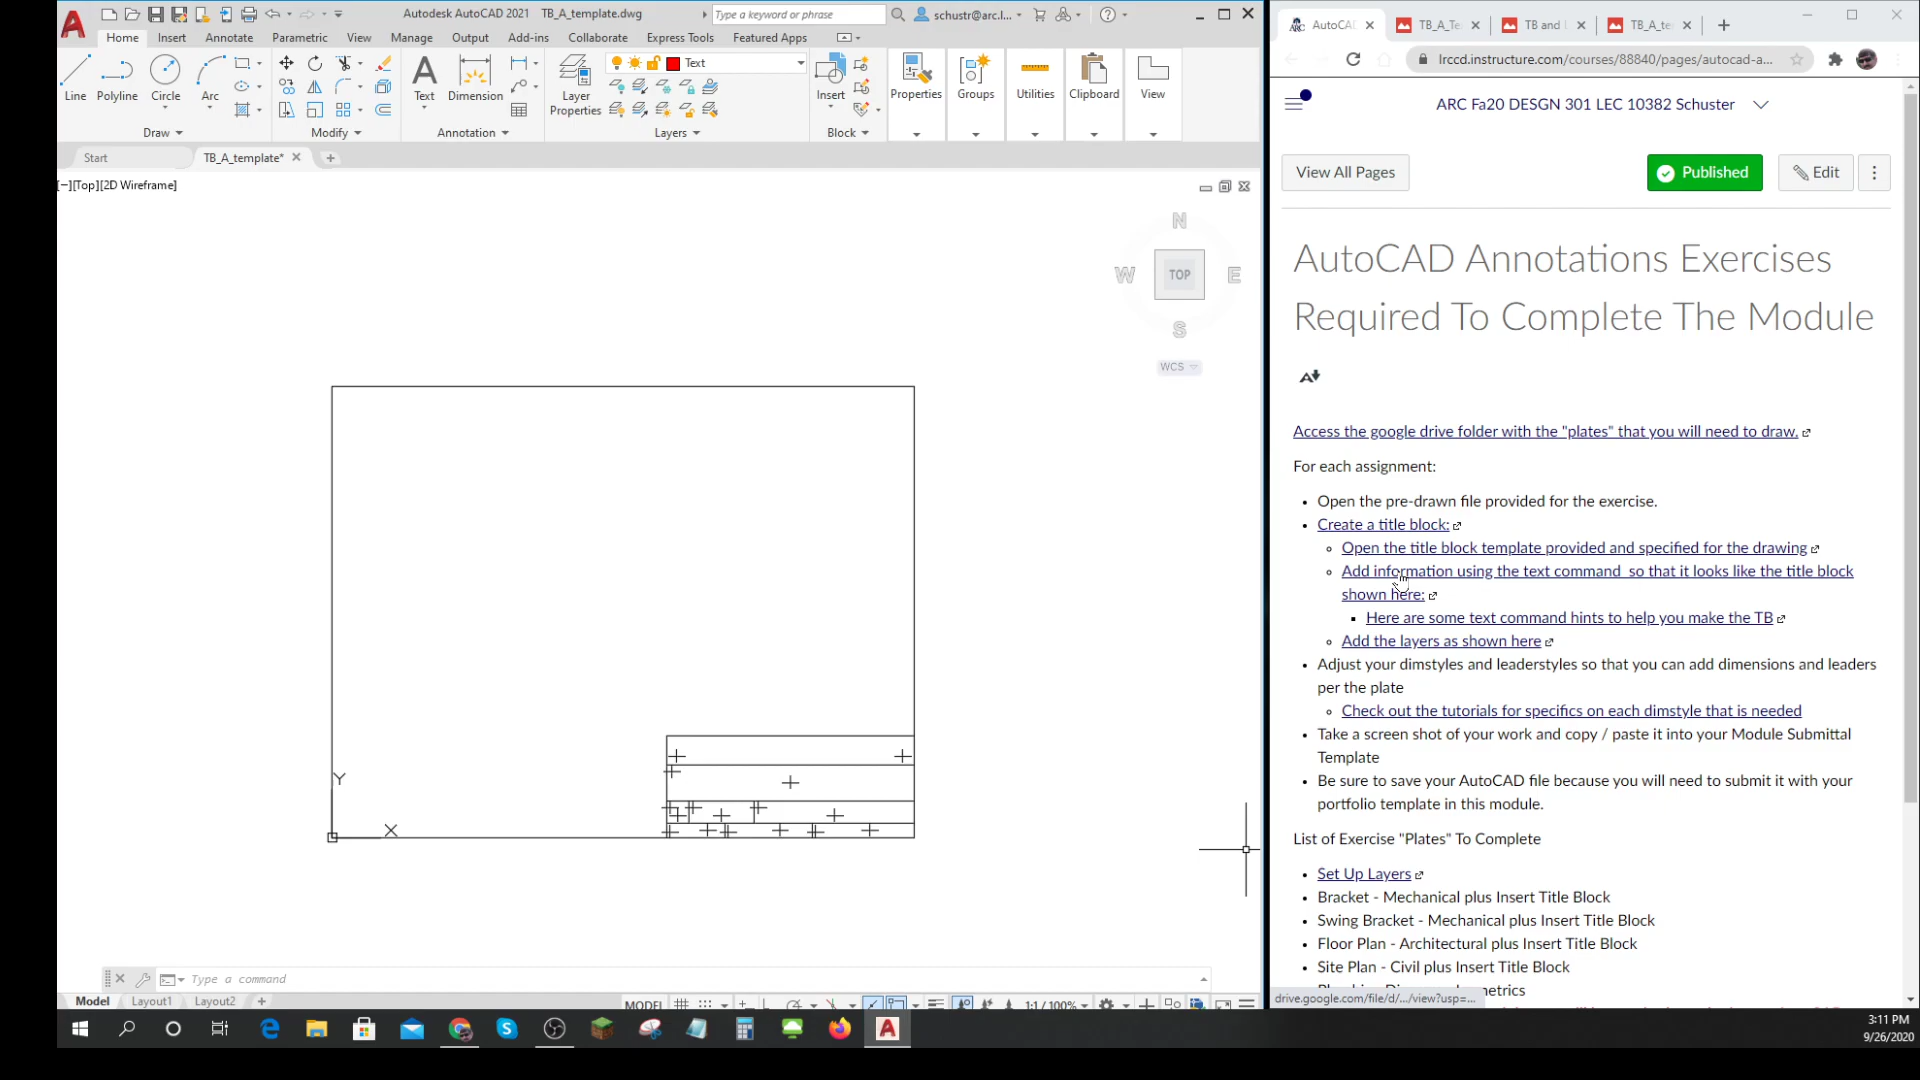 Autodesk AutoCAD 2021 TB_A_template.dwg
Type a keyword or phrase
schustr@arc.l...
Home Insert Annotate Parametric View Manage Output Add-ins Collaborate Express Tools Featured Apps
Line Polyline Circle Arc
Text Dimension
Layer Properties
Text
Insert
Properties Groups Utilities Clipboard View
Draw Modify Annotation Layers Block
Start TB_A_template*
[−][Top][2D Wireframe]
N
W TOP E
S
WCS
Y
X
Type a command
Model Layout1 Layout2
MODEL 1:1 / 100%
AutoCA TB_A_Te TB and TB_A_te
lrccd.instructure.com/courses/88840/pages/autocad-a...
ARC Fa20 DESGN 301 LEC 10382 Schuster
View All Pages Published Edit
AutoCAD Annotations Exercises
Required To Complete The Module
Access the google drive folder with the "plates" that you will need to draw.
For each assignment:
Open the pre-drawn file provided for the exercise.
Create a title block:
Open the title block template provided and specified for the drawing
Add information using the text command so that it looks like the title block
shown here:
Here are some text command hints to help you make the TB
Add the layers as shown here
Adjust your dimstyles and leaderstyles so that you can add dimensions and leaders
per the plate
Check out the tutorials for specifics on each dimstyle that is needed
Take a screen shot of your work and copy / paste it into your Module Submittal
Template
Be sure to save your AutoCAD file because you will need to submit it with your
portfolio template in this module.
List of Exercise "Plates" To Complete
Set Up Layers
Bracket - Mechanical plus Insert Title Block
Swing Bracket - Mechanical plus Insert Title Block
Floor Plan - Architectural plus Insert Title Block
Site Plan - Civil plus Insert Title Block
drive.google.com/file/d/.../view?usp=...
3:11 PM
9/26/2020